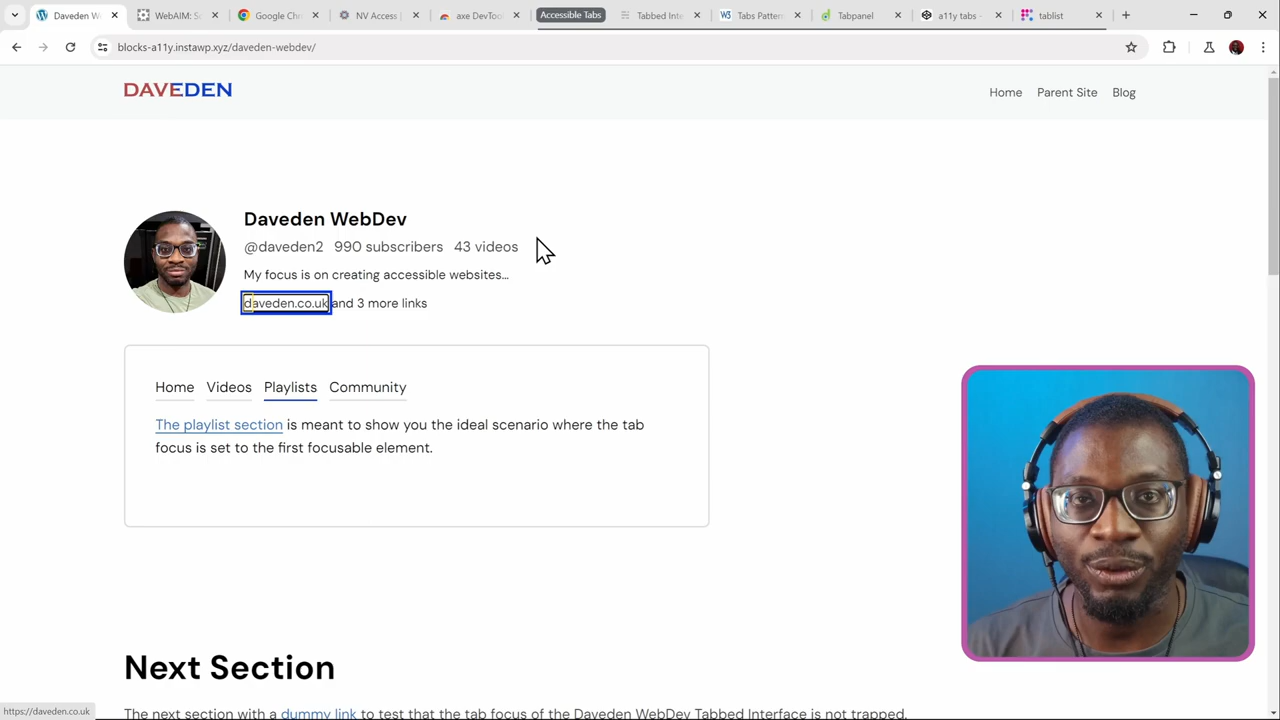 Daveden W
WebAIM: S
Google Chr
NV Access |
axe DevToo
Accessible Tabs
Tabbed Inte
Tabs Pattern
Tabpanel
a11y tabs -
tablist
blocks-a11y.instawp.xyz/daveden-webdev/
DAVEDEN
Home Parent Site Blog
Daveden WebDev
@daveden2 990 subscribers 43 videos
My focus is on creating accessible websites...
daveden.co.uk and 3 more links
Home Videos Playlists Community
The playlist section is meant to show you the ideal scenario where the tab
focus is set to the first focusable element.
Next Section
The next section with a dummy link to test that the tab focus of the Daveden WebDev Tabbed Interface is not trapped.
https://daveden.co.uk